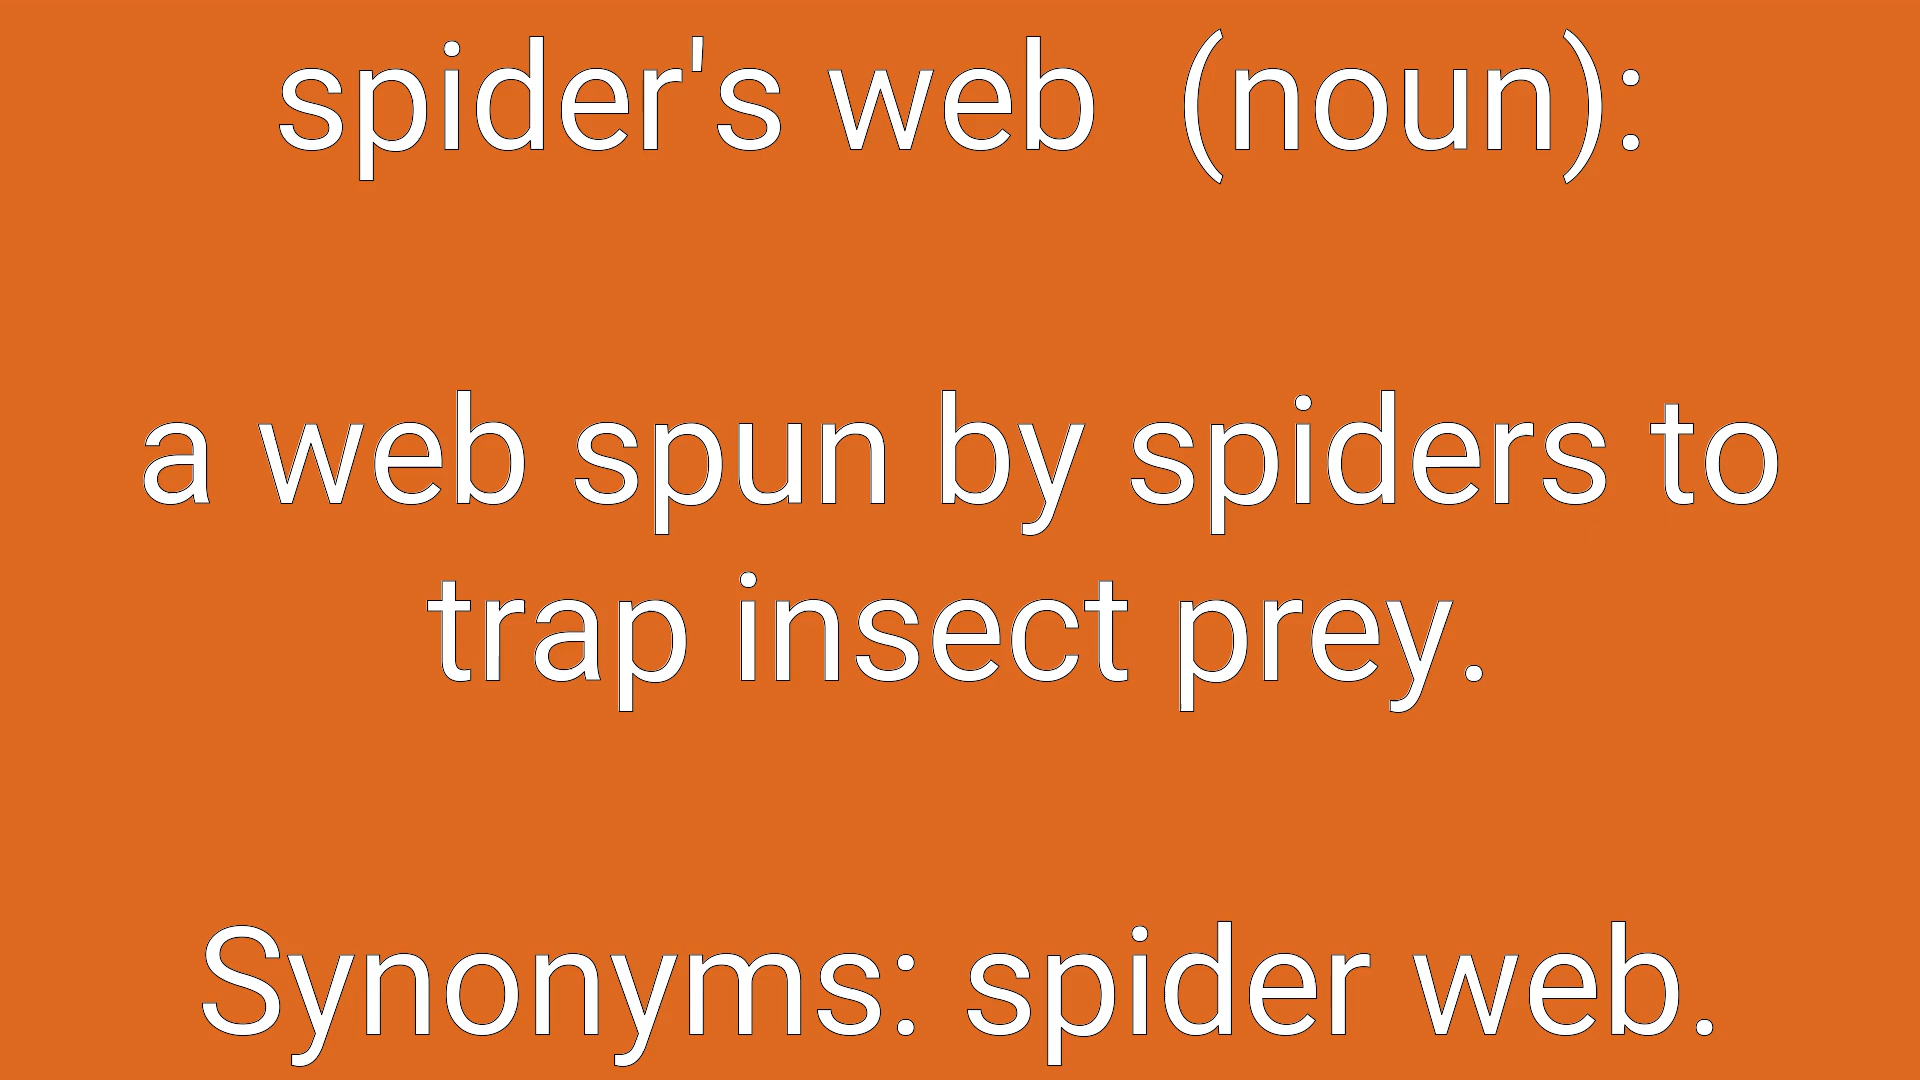 spider's web  (noun):
a web spun by spiders to
trap insect prey.
Synonyms: spider web.